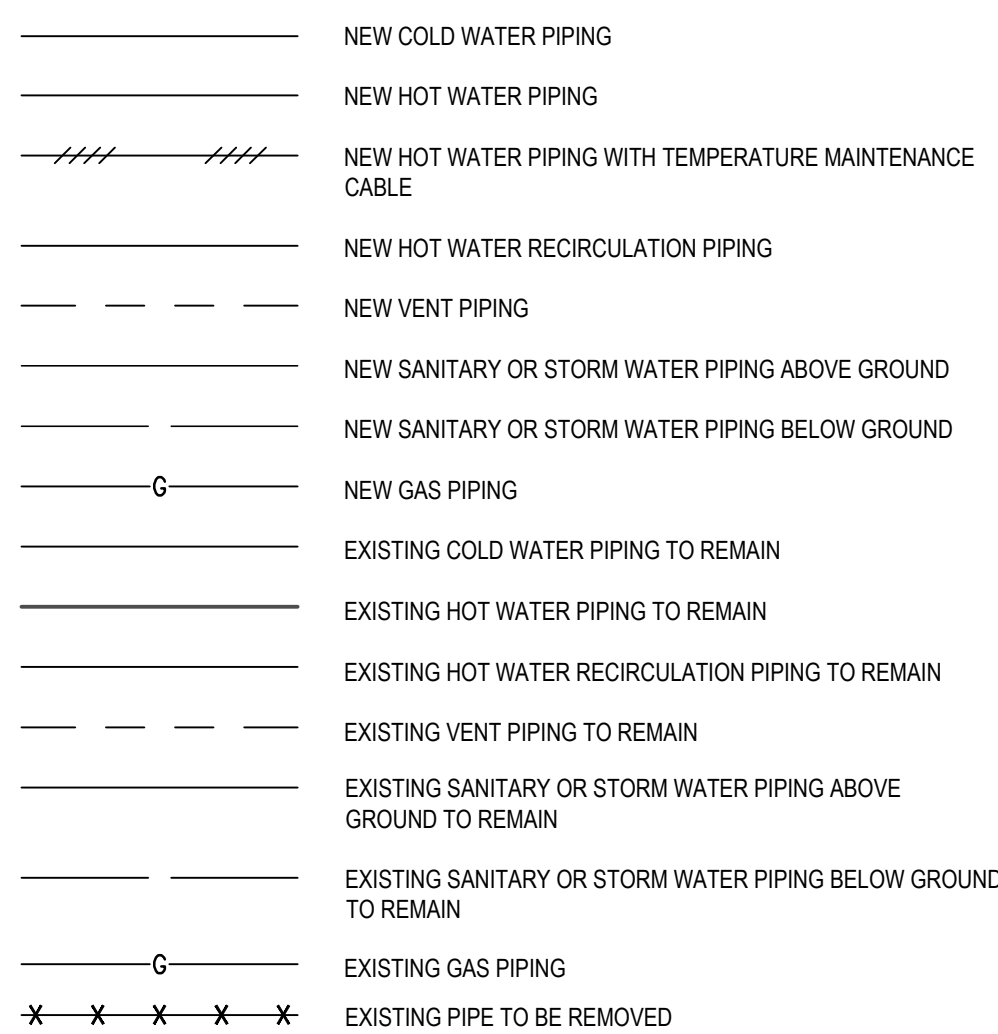 NEW COLD WATER PIPING
NEW HOT WATER PIPING
NEW HOT WATER PIPING WITH TEMPERATURE MAINTENANCE
CABLE
NEW HOT WATER RECIRCULATION PIPING
NEW VENT PIPING
NEW SANITARY OR STORM WATER PIPING ABOVE GROUND
NEW SANITARY OR STORM WATER PIPING BELOW GROUND
G NEW GAS PIPING
EXISTING COLD WATER PIPING TO REMAIN
EXISTING HOT WATER PIPING TO REMAIN
EXISTING HOT WATER RECIRCULATION PIPING TO REMAIN
EXISTING VENT PIPING TO REMAIN
EXISTING SANITARY OR STORM WATER PIPING ABOVE
GROUND TO REMAIN
EXISTING SANITARY OR STORM WATER PIPING BELOW GROUND
TO REMAIN
G EXISTING GAS PIPING
X X X X X EXISTING PIPE TO BE REMOVED